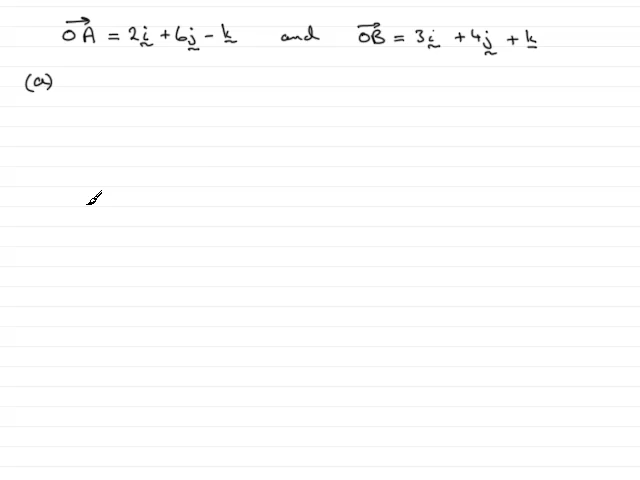 OA = 2i + 6j - k and OB = 3i + 4j + k
(a)